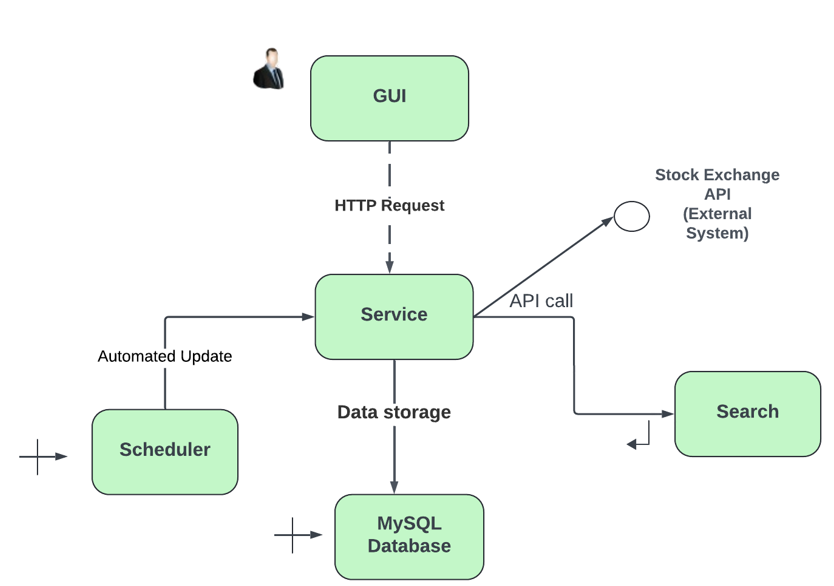 GUI
Stock Exchange
API
(External
System)
HTTP Request
API call
Service
Automated Update
Data storage
Search
Scheduler
MySQL
Database